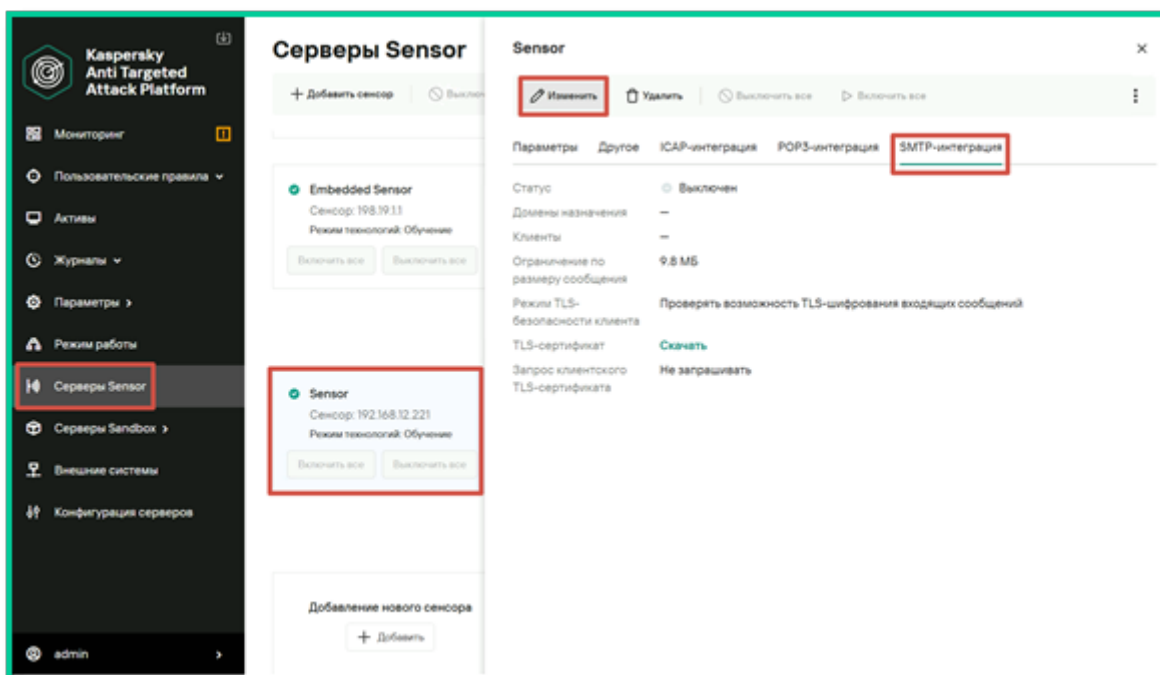 Kaspersky
Anti Targeted
Attack Platform
Мониторинг
Пользовательские правила
Активы
Журналы
Параметры
Режим работы
Серверы Sensor
Серверы Sandbox
Внешние системы
Конфигурация серверов
admin
Серверы Sensor
+ Добавить сенсор
Embedded Sensor
Сенсор: 198.19.1.1
Режим технологий: Обучение
Включить все Выключить все
Sensor
Сенсор: 192.168.12.221
Режим технологий: Обучение
Включить все Выключить все
Добавление нового сенсора
+ Добавить
Sensor
Изменить Удалить Выключить все Включить все
Параметры Другое ICAP-интеграция POP3-интеграция SMTP-интеграция
Статус Выключен
Домены назначения —
Клиенты —
Ограничение по 9.8 МБ
размеру сообщения
Режим TLS- Проверять возможность TLS-шифрования входящих сообщений
безопасности клиента
TLS-сертификат Скачать
Запрос клиентского Не запрашивать
TLS-сертификата